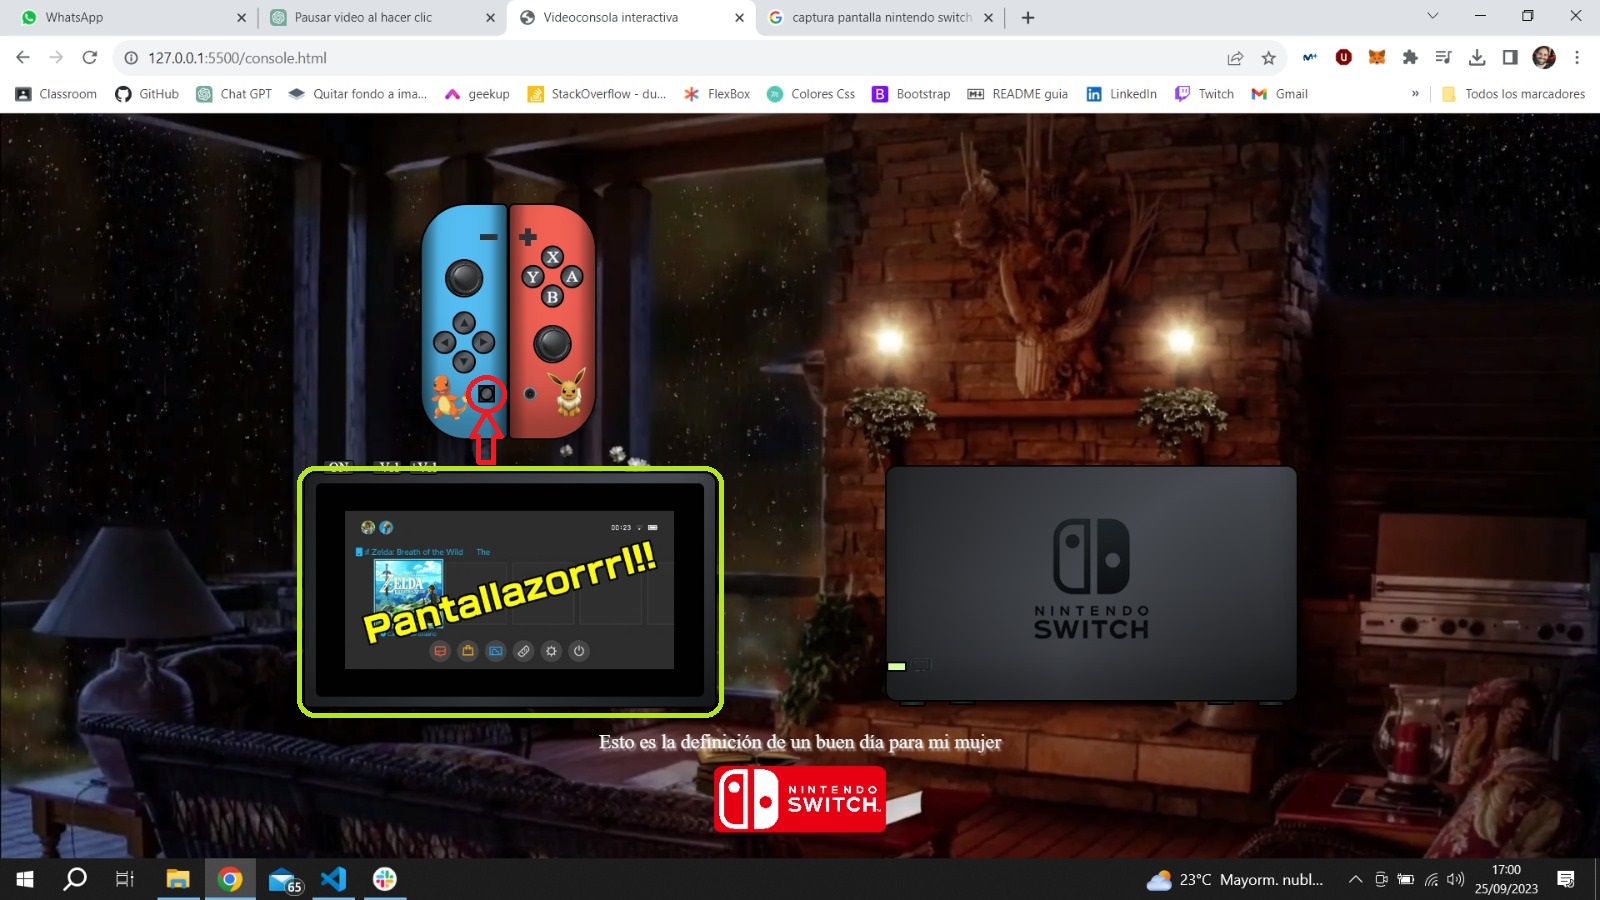 WhatsApp
Pausar video al hacer clic
Videoconsola interactiva
captura pantalla nintendo switch
127.0.0.1:5500/console.html
Classroom
GitHub
Chat GPT
Quitar fondo a ima...
geekup
StackOverflow - du...
FlexBox
Colores Css
Bootstrap
README guia
LinkedIn
Twitch
Gmail
»
Todos los marcadores
X
Y
A
B
ON
-Vol
+Vol
00:23
of Zelda: Breath of the Wild
The
ZELDA
Pantallazorrr!!!
NINTENDO
SWITCH
Esto es la definición de un buen día para mi mujer
NINTENDO
SWITCH
65
23°C Mayorm. nubl...
17:00
25/09/2023